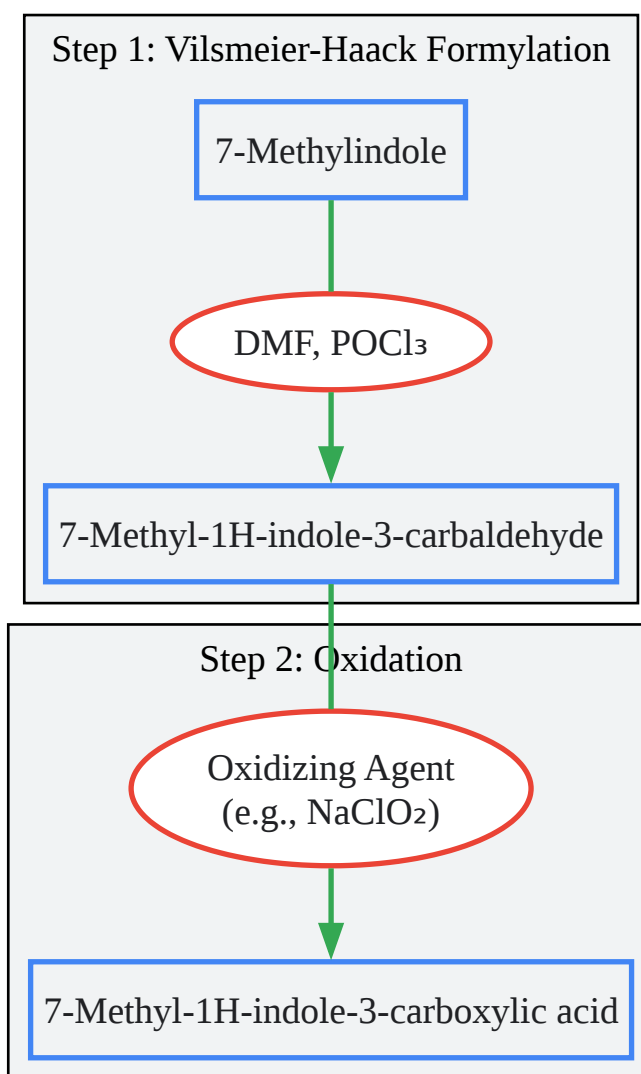 Step 1: Vilsmeier-Haack Formylation
7-Methylindole
DMF, POCl₃
7-Methyl-1H-indole-3-carbaldehyde
Step 2: Oxidation
Oxidizing Agent
(e.g., NaClO₂)
7-Methyl-1H-indole-3-carboxylic acid